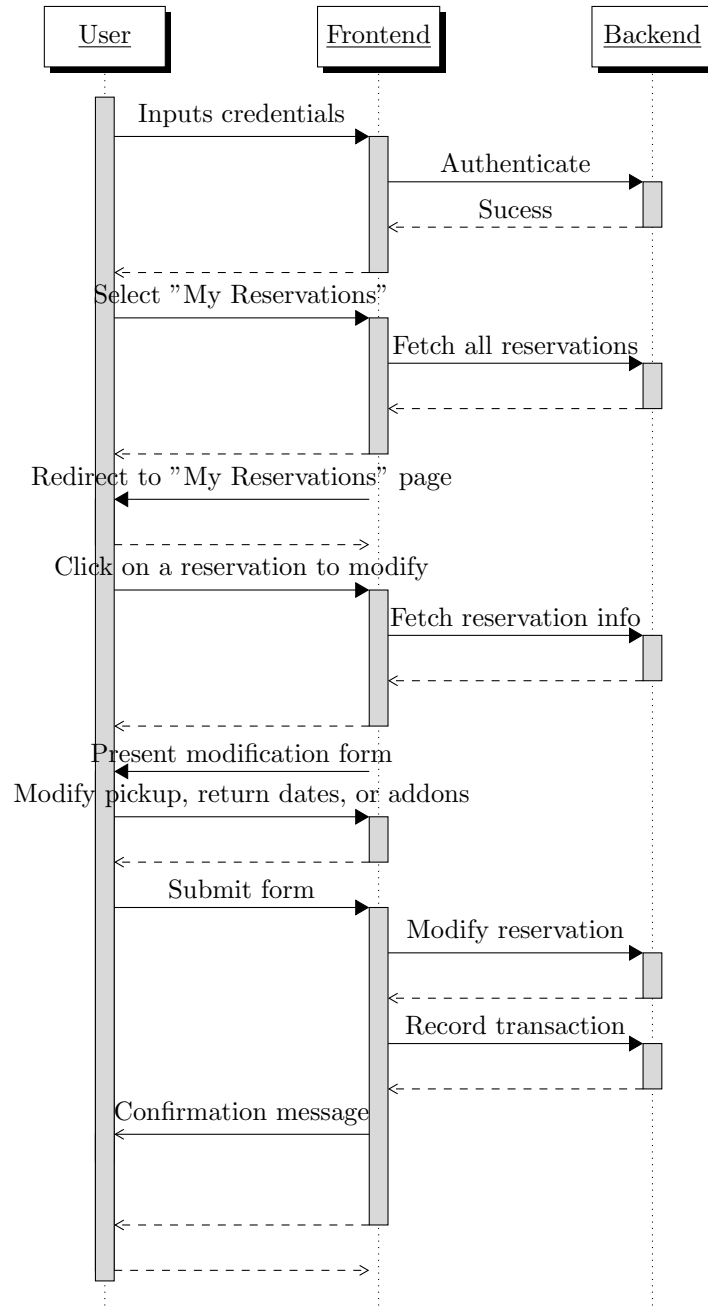 User
Frontend
Backend
Inputs credentials
Authenticate
Sucess
Select ”My Reservations”
Fetch all reservations
Redirect to ”My Reservations” page
Click on a reservation to modify
Fetch reservation info
Present modification form
Modify pickup, return dates, or addons
Submit form
Modify reservation
Record transaction
Confirmation message